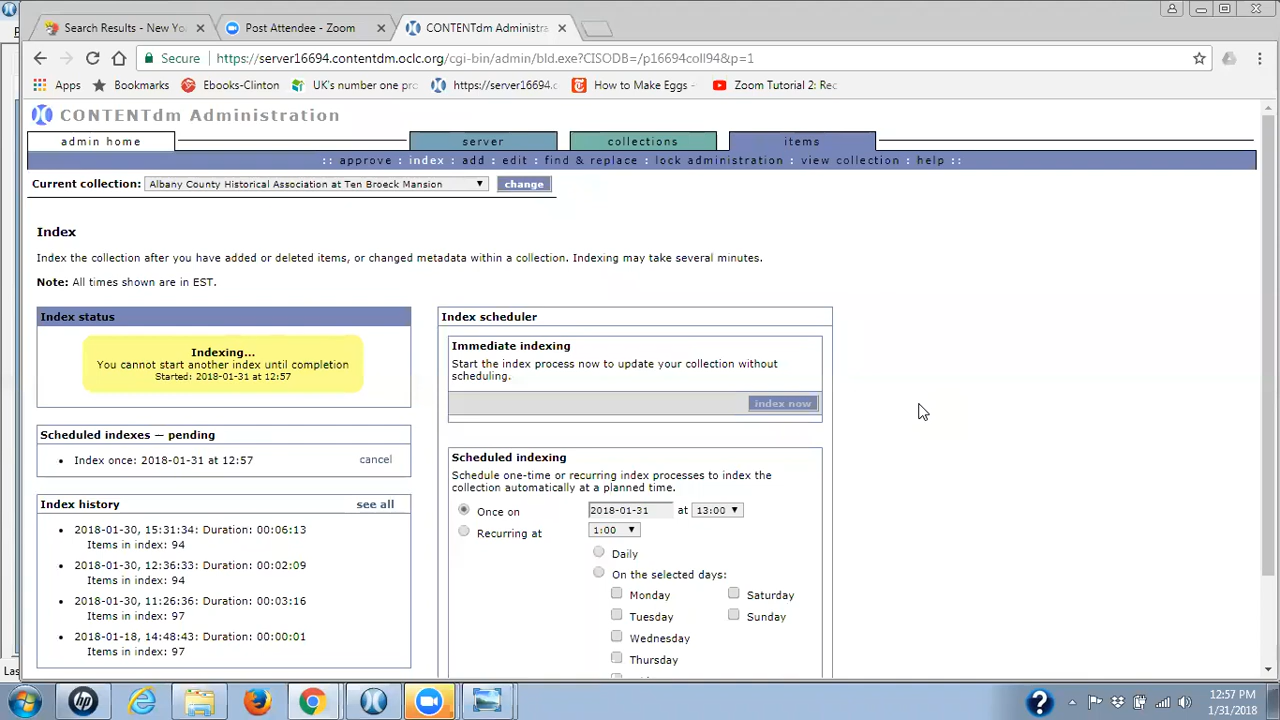 Search Results - New Yo
Post Attendee - Zoom
CONTENTdm Administra
Secure
https://server16694.contentdm.oclc.org/cgi-bin/admin/bld.exe?CISODB=/p16694coll94&p=1
Apps
Bookmarks
Ebooks-Clinton
UK's number one pro
https://server16694.c
How to Make Eggs -
Zoom Tutorial 2: Rec
CONTENTdm Administration
admin home
server
collections
items
:: approve : index : add : edit : find & replace : lock administration : view collection : help ::
Current collection:
Albany County Historical Association at Ten Broeck Mansion
change
Index
Index the collection after you have added or deleted items, or changed metadata within a collection. Indexing may take several minutes.
Note: All times shown are in EST.
Index status
Indexing...
You cannot start another index until completion
Started: 2018-01-31 at 12:57
Scheduled indexes — pending
Index once: 2018-01-31 at 12:57
cancel
Index history
see all
2018-01-30, 15:31:34: Duration: 00:06:13
Items in index: 94
2018-01-30, 12:36:33: Duration: 00:02:09
Items in index: 94
2018-01-30, 11:26:36: Duration: 00:03:16
Items in index: 97
2018-01-18, 14:48:43: Duration: 00:00:01
Items in index: 97
Index scheduler
Immediate indexing
Start the index process now to update your collection without
scheduling.
index now
Scheduled indexing
Schedule one-time or recurring index processes to index the
collection automatically at a planned time.
Once on
2018-01-31
at
13:00
Recurring at
1:00
Daily
On the selected days:
Monday
Saturday
Tuesday
Sunday
Wednesday
Thursday
Las
12:57 PM
1/31/2018